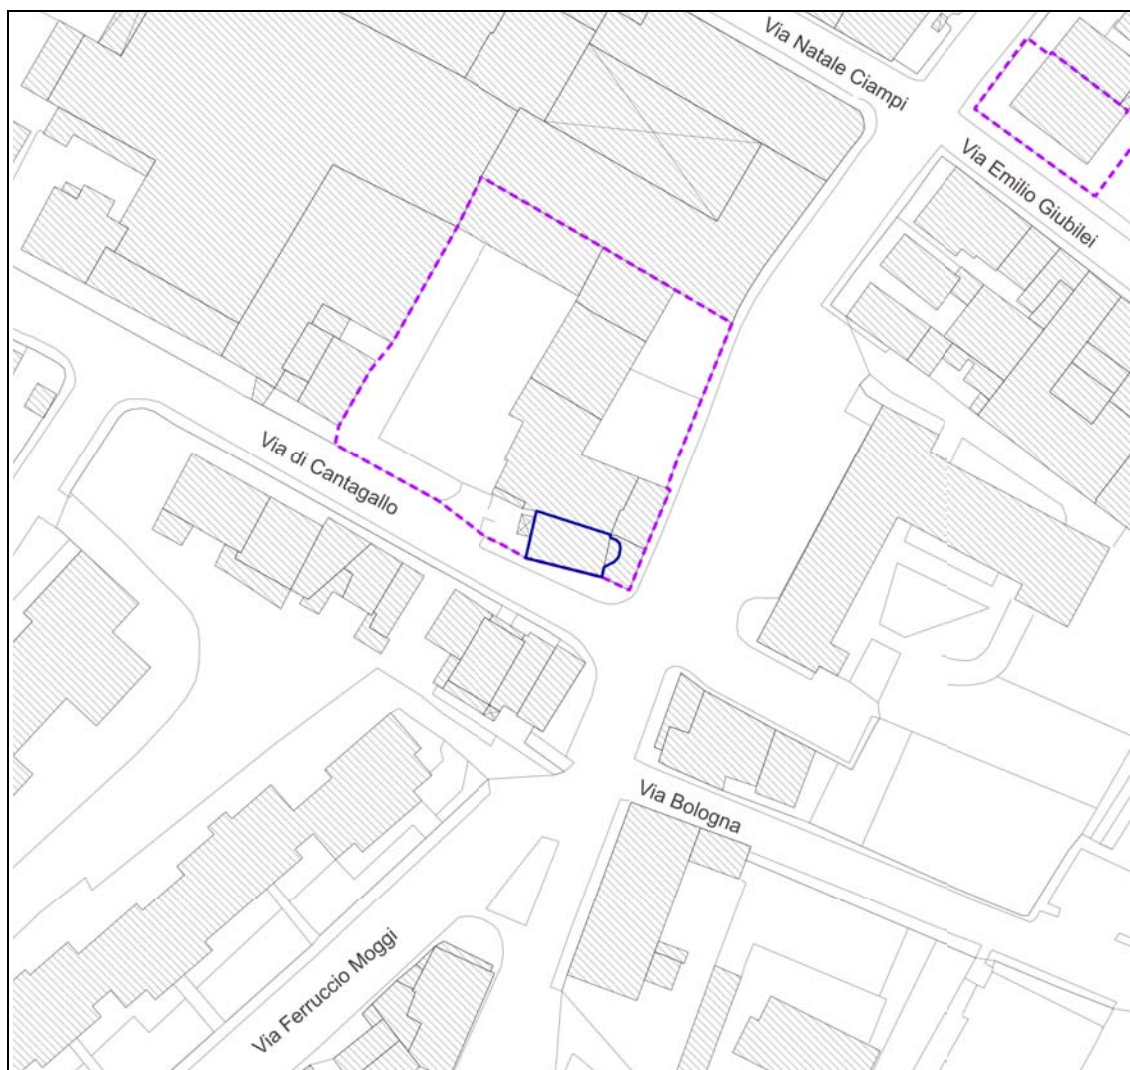 Via Natale Ciampi
Via Emilio Giubilei
Via di Cantagallo
Via Bologna
Via Ferruccio Moggi